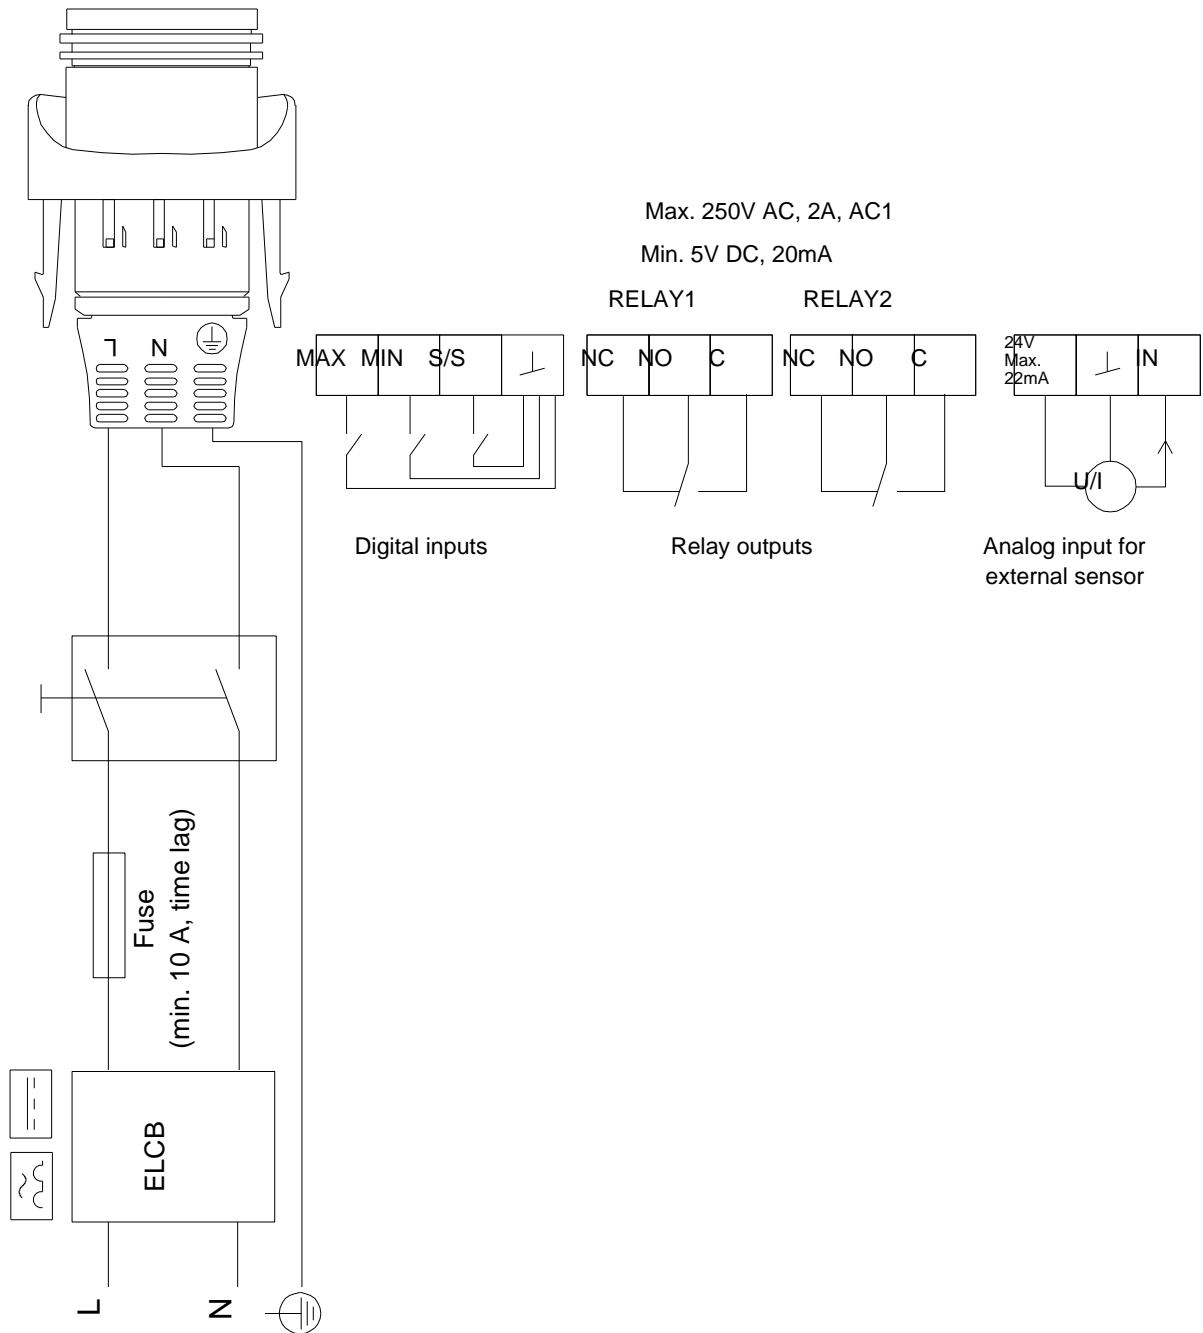 Max. 250V AC, 2A, AC1
Min. 5V DC, 20mA
RELAY1
RELAY2
L
N
MAX MIN S/S
NC NO C
NC NO C
24V
Max.
22mA
IN
U/I
Digital inputs
Relay outputs
Analog input for
external sensor
Fuse
(min. 10 A, time lag)
ELCB
L
N